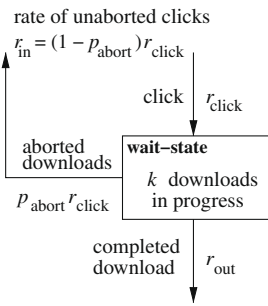 rate of unaborted clicks
r_in = (1 − p_abort) r_click
click r_click
aborted
downloads
p_abort r_click
wait−state
k downloads
in progress
completed
download
r_out